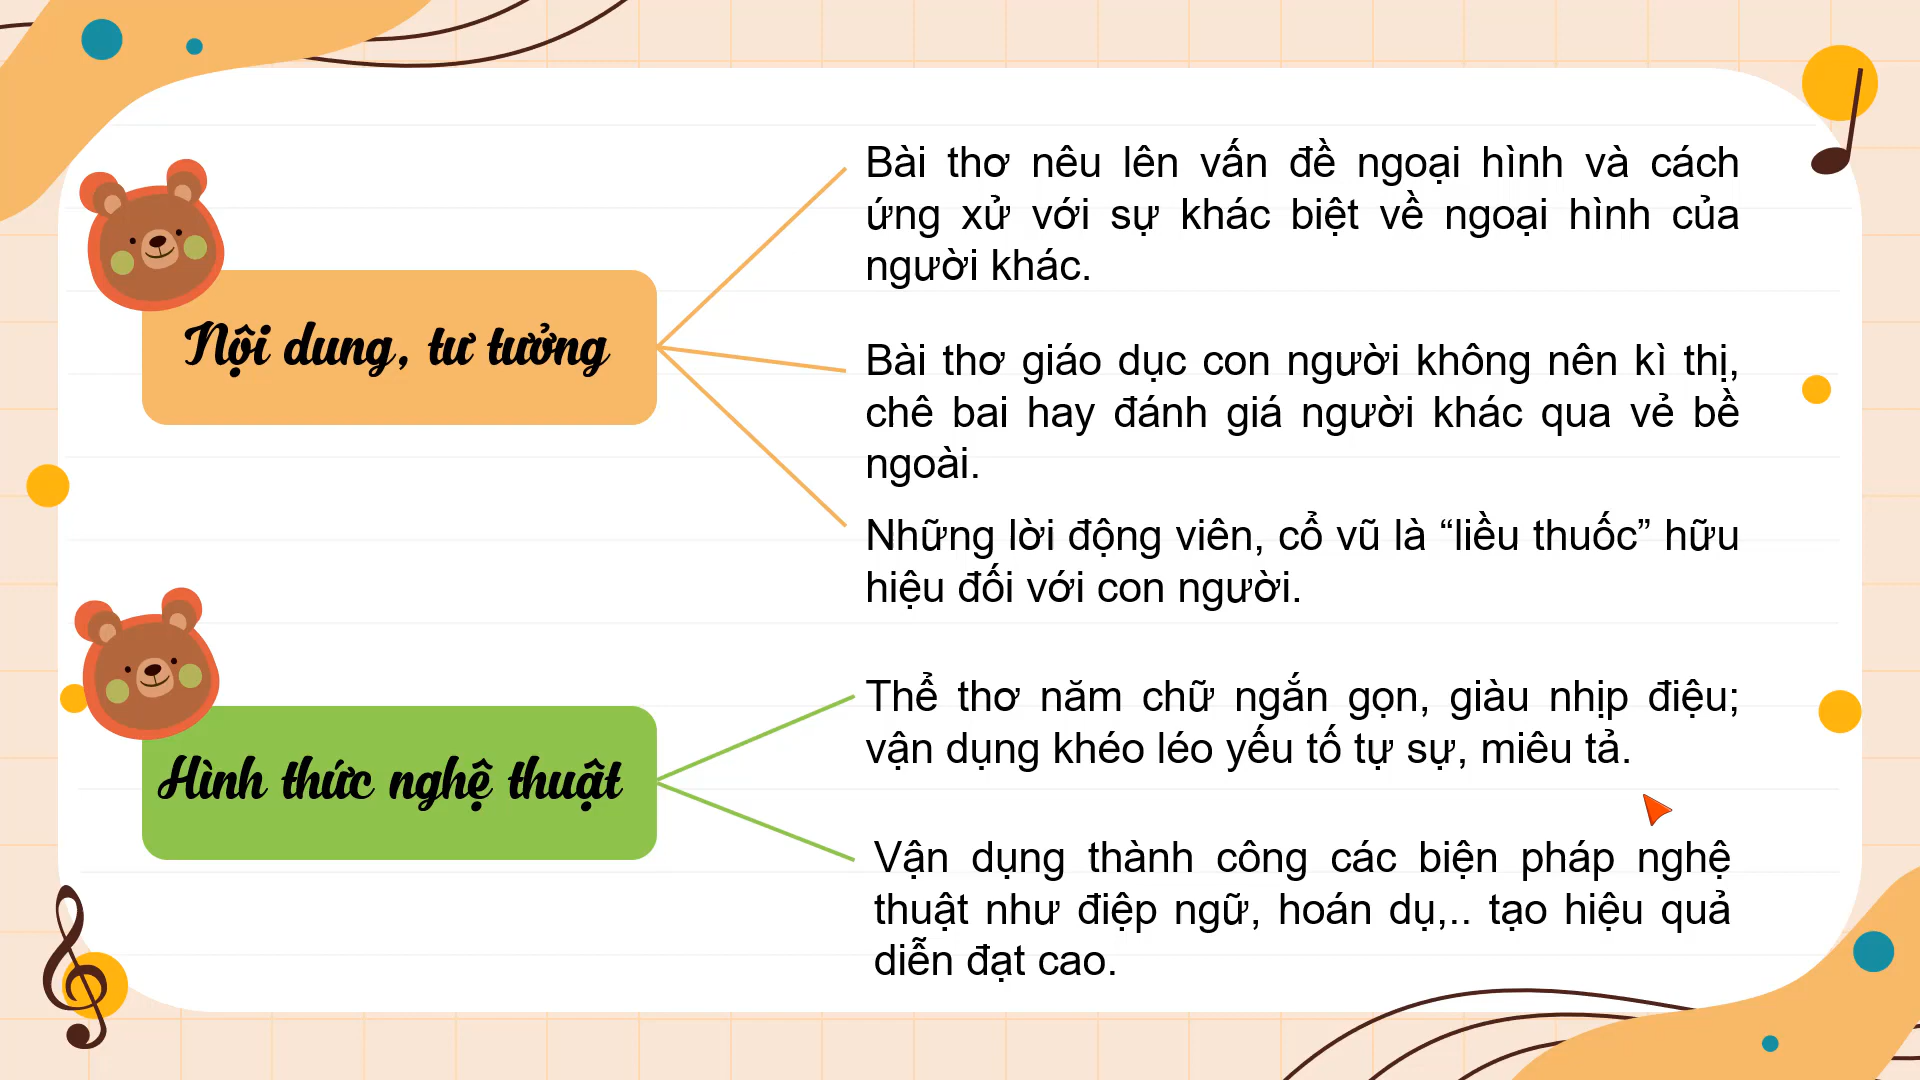 Nội dung, tư tưởng
Bài thơ nêu lên vấn đề ngoại hình và cách
ứng xử với sự khác biệt về ngoại hình của
người khác.
Bài thơ giáo dục con người không nên kì thị,
chê bai hay đánh giá người khác qua vẻ bề
ngoài.
Những lời động viên, cổ vũ là “liều thuốc” hữu
hiệu đối với con người.
Hình thức nghệ thuật
Thể thơ năm chữ ngắn gọn, giàu nhịp điệu;
vận dụng khéo léo yếu tố tự sự, miêu tả.
Vận dụng thành công các biện pháp nghệ
thuật như điệp ngữ, hoán dụ,.. tạo hiệu quả
diễn đạt cao.